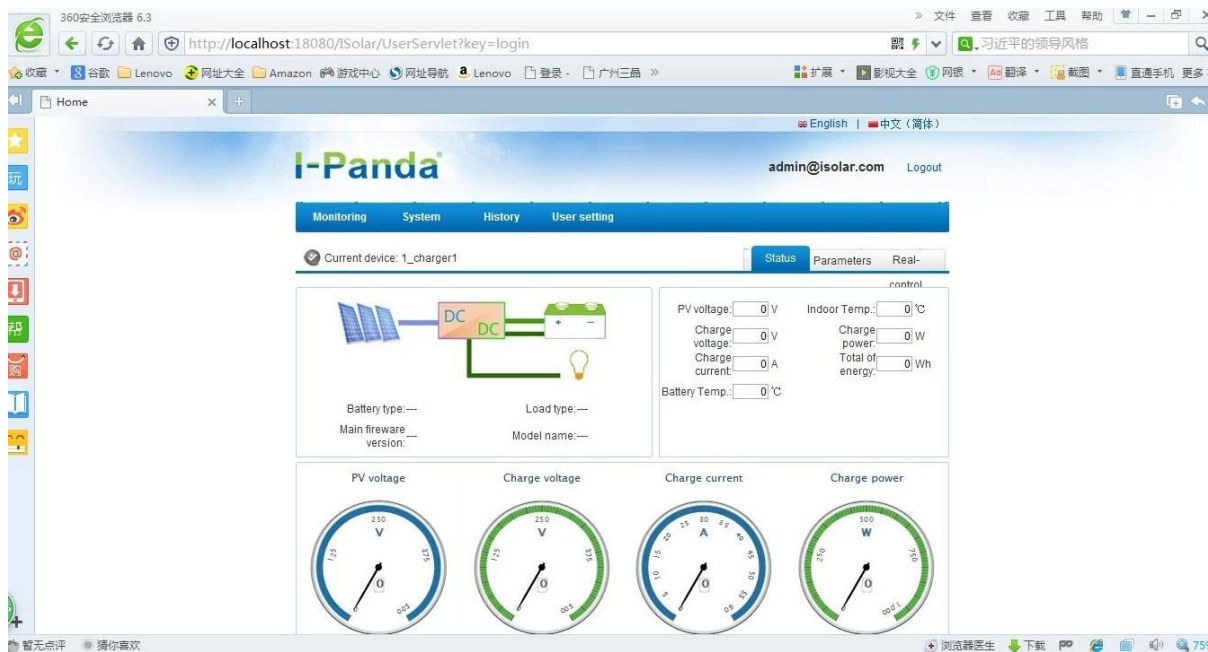 360安全浏览器 6.3
» 文件 查看 收藏 工具 帮助
http://localhost:18080/ISolar/UserServlet?key=login
习近平的领导风格
收藏 谷歌 Lenovo 网址大全 Amazon 游戏中心 网址导航 Lenovo 登录 - 广州三晶 »
扩展 影视大全 网银 翻译 截图 直通手机 更多
Home
English | 中文（简体）
I-Panda
admin@isolar.com Logout
Monitoring System History User setting
Current device: 1_charger1
Status Parameters Real-
control
DC
DC
+ −
PV voltage: 0 V Indoor Temp.: 0 ℃
Charge voltage: 0 V Charge power: 0 W
Charge current: 0 A Total of energy: 0 Wh
Battery Temp.: 0 ℃
Battery type:--- Load type:---
Main fireware version:--- Model name:---
PV voltage Charge voltage Charge current Charge power
125 250 375 500 V 0
125 250 375 500 V 0
5 10 15 20 25 30 35 40 45 50 55 60 A 0
250 500 750 1,000 W 0
玩
@
帮
购
暂无点评 猜你喜欢
浏览器医生 下载 75%